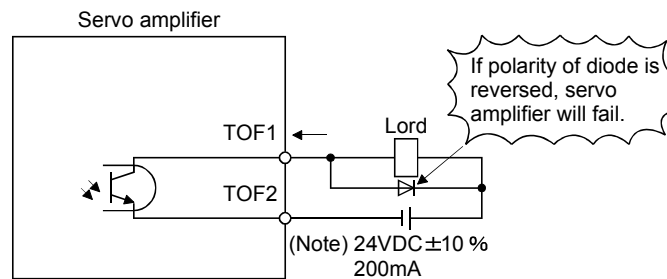 Servo amplifier
If polarity of diode is
reversed, servo
amplifier will fail.
TOF1
Lord
TOF2
(Note) 24VDC±10 %
200mA